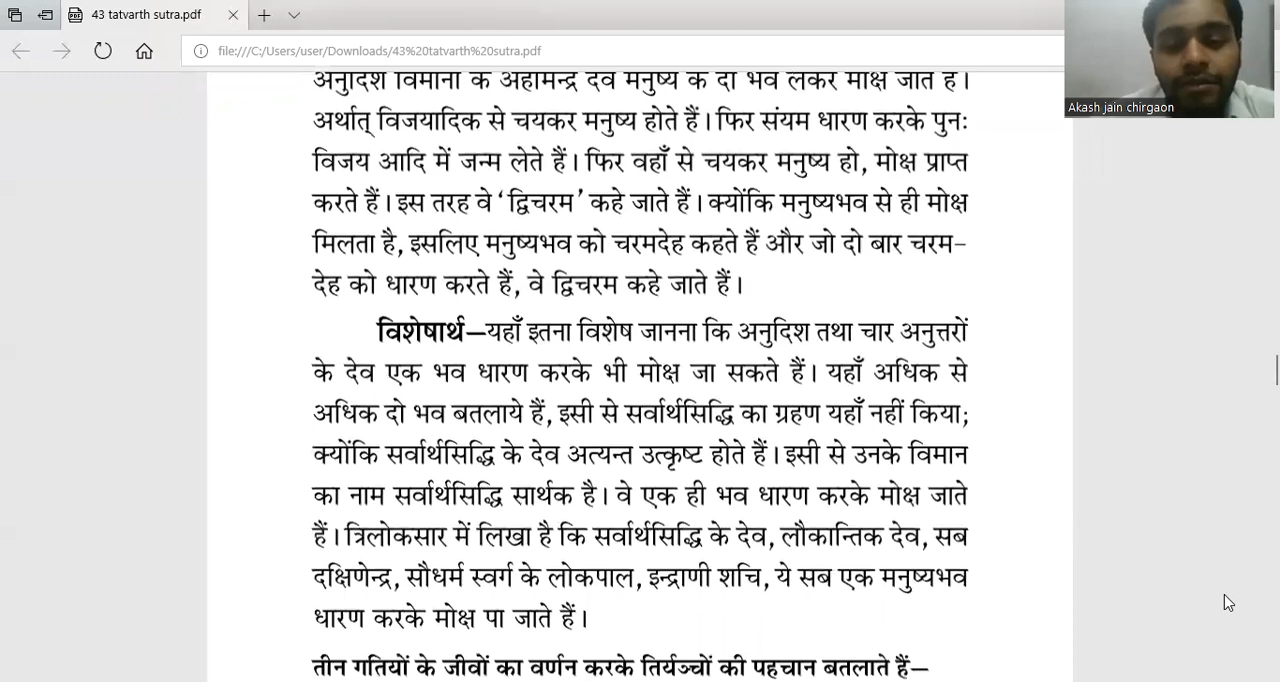 43 tatvarth sutra.pdf
file:///C:/Users/user/Downloads/43%20tatvarth%20sutra.pdf
Akash jain chirgaon
अनुदिश विमानों के अहमिन्द्र देव मनुष्य के दो भव लेकर मोक्ष जाते हैं।
अर्थात् विजयादिक से चयकर मनुष्य होते हैं। फिर संयम धारण करके पुनः
विजय आदि में जन्म लेते हैं। फिर वहाँ से चयकर मनुष्य हो, मोक्ष प्राप्त
करते हैं। इस तरह वे ‘द्विचरम’ कहे जाते हैं। क्योंकि मनुष्यभव से ही मोक्ष
मिलता है, इसलिए मनुष्यभव को चरमदेह कहते हैं और जो दो बार चरम-
देह को धारण करते हैं, वे द्विचरम कहे जाते हैं।
विशेषार्थ—यहाँ इतना विशेष जानना कि अनुदिश तथा चार अनुत्तरों
के देव एक भव धारण करके भी मोक्ष जा सकते हैं। यहाँ अधिक से
अधिक दो भव बतलाये हैं, इसी से सर्वार्थसिद्धि का ग्रहण यहाँ नहीं किया;
क्योंकि सर्वार्थसिद्धि के देव अत्यन्त उत्कृष्ट होते हैं। इसी से उनके विमान
का नाम सर्वार्थसिद्धि सार्थक है। वे एक ही भव धारण करके मोक्ष जाते
हैं। त्रिलोकसार में लिखा है कि सर्वार्थसिद्धि के देव, लौकान्तिक देव, सब
दक्षिणेन्द्र, सौधर्म स्वर्ग के लोकपाल, इन्द्राणी शचि, ये सब एक मनुष्यभव
धारण करके मोक्ष पा जाते हैं।
तीन गतियों के जीवों का वर्णन करके तिर्यञ्चों की पहचान बतलाते हैं—